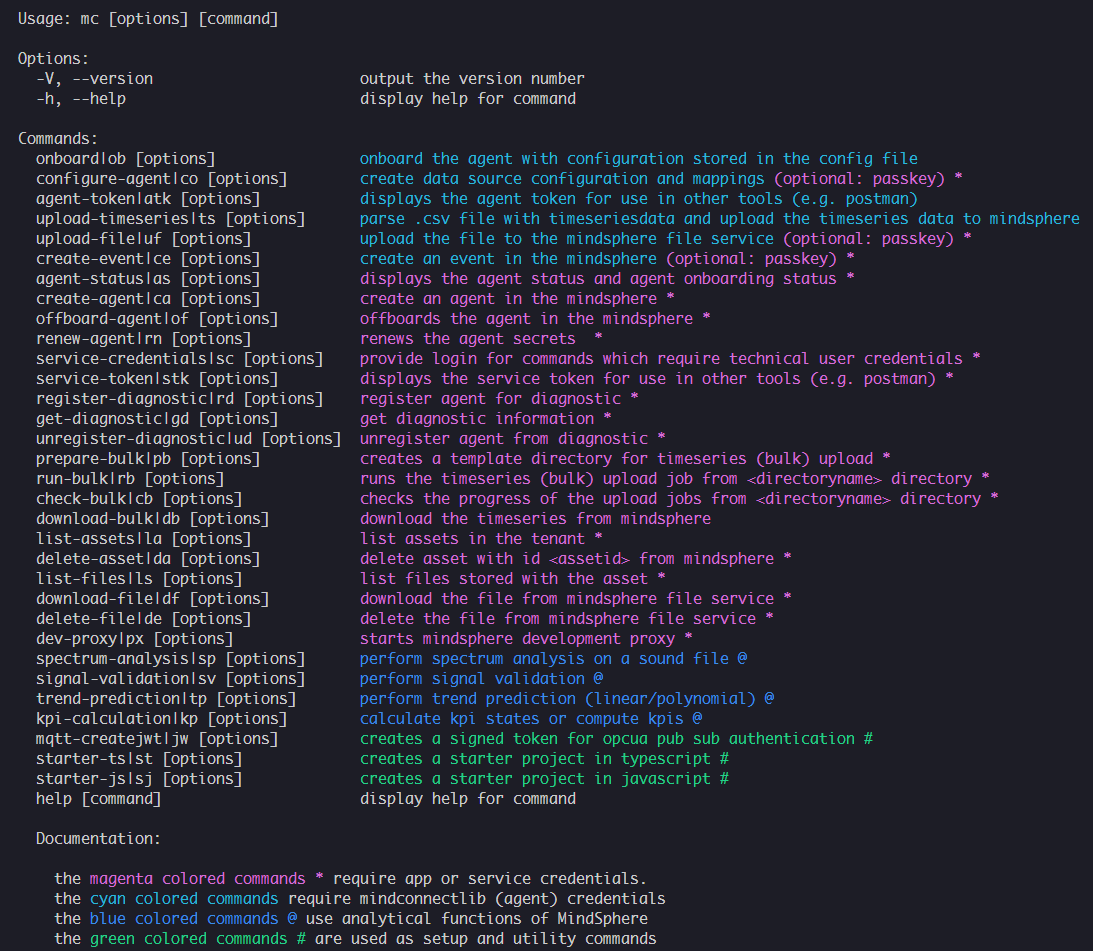 Usage: mc [options] [command]
Options:
-V, --version output the version number
-h, --help display help for command
Commands:
onboard|ob [options] onboard the agent with configuration stored in the config file
configure-agent|co [options] create data source configuration and mappings (optional: passkey) *
agent-token|atk [options] displays the agent token for use in other tools (e.g. postman)
upload-timeseries|ts [options] parse .csv file with timeseriesdata and upload the timeseries data to mindsphere
upload-file|uf [options] upload the file to the mindsphere file service (optional: passkey) *
create-event|ce [options] create an event in the mindsphere (optional: passkey) *
agent-status|as [options] displays the agent status and agent onboarding status *
create-agent|ca [options] create an agent in the mindsphere *
offboard-agent|of [options] offboards the agent in the mindsphere *
renew-agent|rn [options] renews the agent secrets *
service-credentials|sc [options] provide login for commands which require technical user credentials *
service-token|stk [options] displays the service token for use in other tools (e.g. postman) *
register-diagnostic|rd [options] register agent for diagnostic *
get-diagnostic|gd [options] get diagnostic information *
unregister-diagnostic|ud [options] unregister agent from diagnostic *
prepare-bulk|pb [options] creates a template directory for timeseries (bulk) upload *
run-bulk|rb [options] runs the timeseries (bulk) upload job from <directoryname> directory *
check-bulk|cb [options] checks the progress of the upload jobs from <directoryname> directory *
download-bulk|db [options] download the timeseries from mindsphere
list-assets|la [options] list assets in the tenant *
delete-asset|da [options] delete asset with id <assetid> from mindsphere *
list-files|ls [options] list files stored with the asset *
download-file|df [options] download the file from mindsphere file service *
delete-file|de [options] delete the file from mindsphere file service *
dev-proxy|px [options] starts mindsphere development proxy *
spectrum-analysis|sp [options] perform spectrum analysis on a sound file @
signal-validation|sv [options] perform signal validation @
trend-prediction|tp [options] perform trend prediction (linear/polynomial) @
kpi-calculation|kp [options] calculate kpi states or compute kpis @
mqtt-createjwt|jw [options] creates a signed token for opcua pub sub authentication #
starter-ts|st [options] creates a starter project in typescript #
starter-js|sj [options] creates a starter project in javascript #
help [command] display help for command
Documentation:
the magenta colored commands * require app or service credentials.
the cyan colored commands require mindconnectlib (agent) credentials
the blue colored commands @ use analytical functions of MindSphere
the green colored commands # are used as setup and utility commands